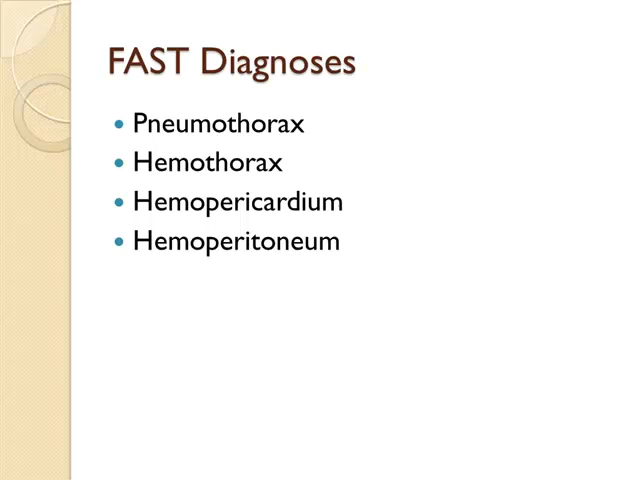 FAST Diagnoses
• Pneumothorax
• Hemothorax
• Hemopericardium
• Hemoperitoneum